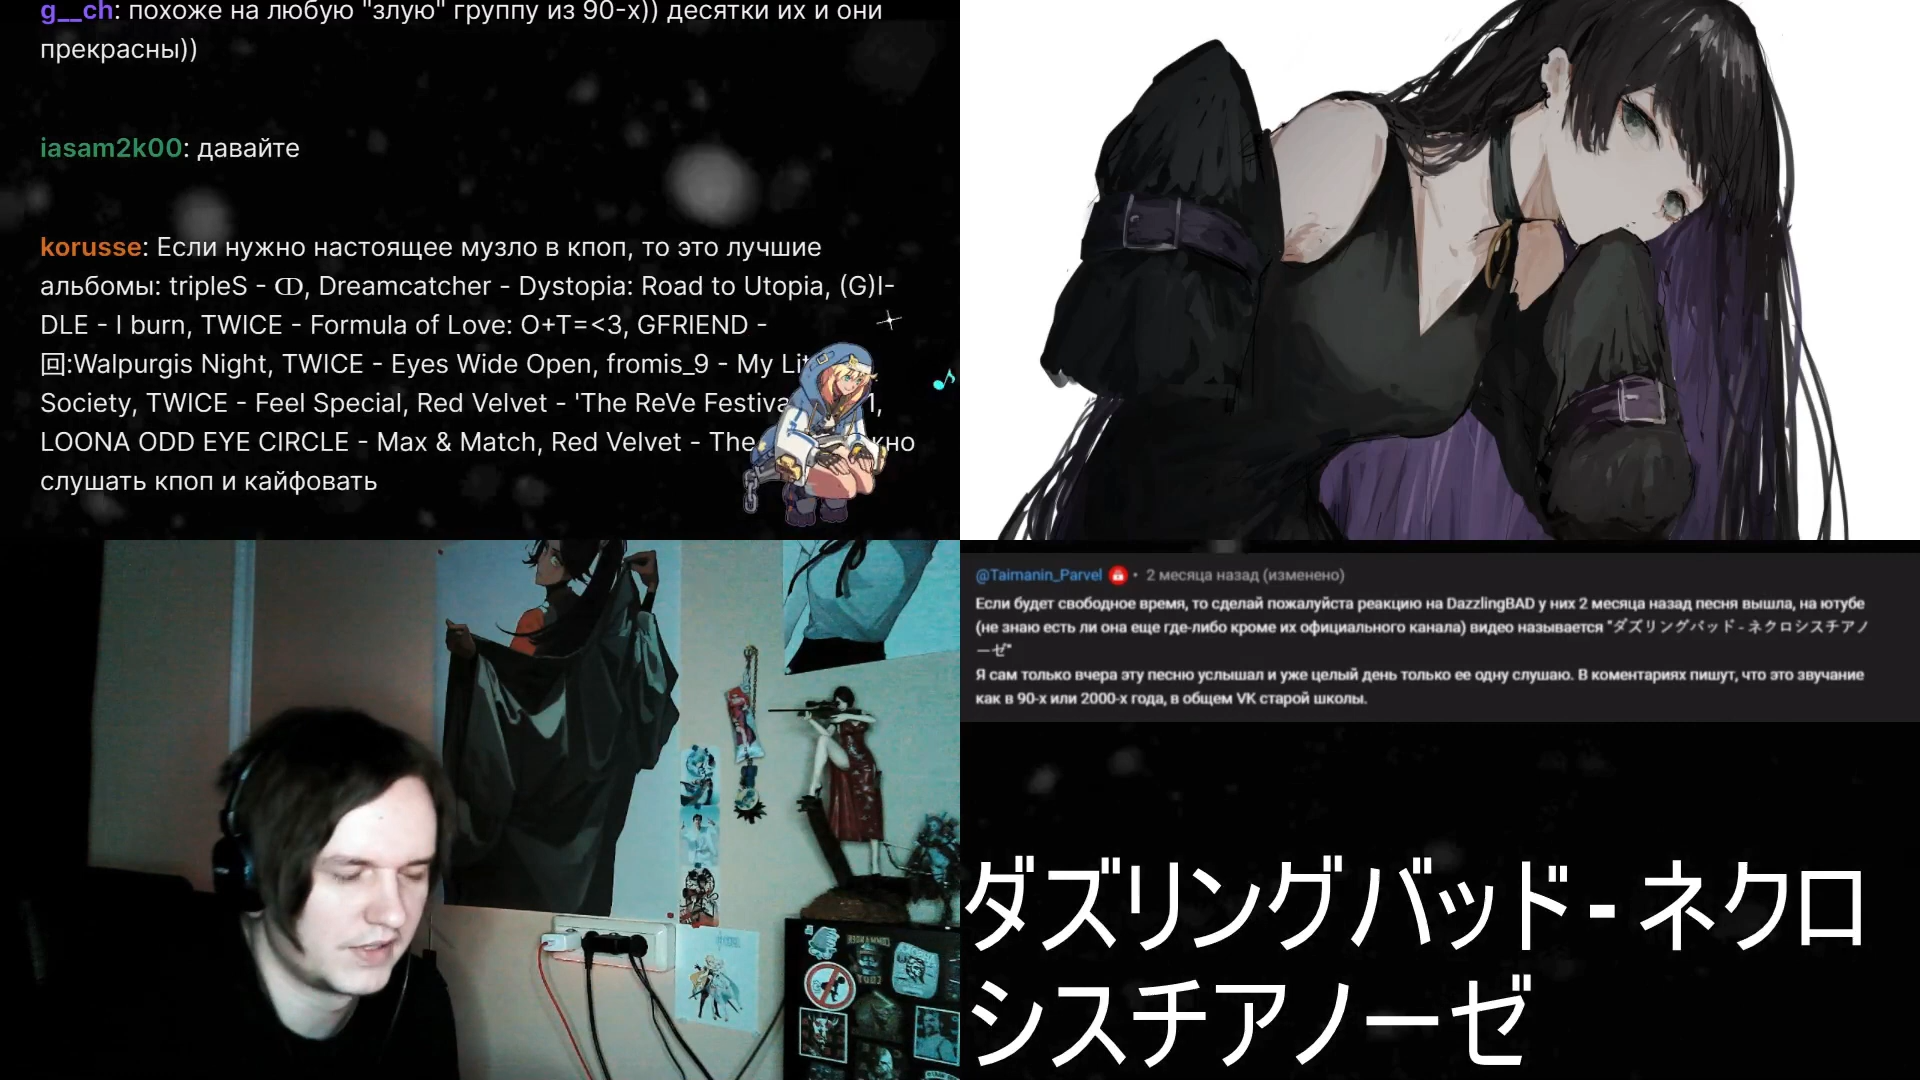 g__ch: похоже на любую "злую" группу из 90-х)) десятки их и они
прекрасны))
iasam2k00: давайте
korusse: Если нужно настоящее музло в кпоп, то это лучшие
альбомы: tripleS - ↀ, Dreamcatcher - Dystopia: Road to Utopia, (G)I-
DLE - I burn, TWICE - Formula of Love: O+T=<3, GFRIEND -
回:Walpurgis Night, TWICE - Eyes Wide Open, fromis_9 - My
Society, TWICE - Feel Special, Red Velvet - 'The ReVe
LOONA ODD EYE CIRCLE - Max & Match, Red Velvet - The
слушать кпоп и кайфовать
@Taimanin_Parvel • 2 месяца назад (изменено)
Если будет свободное время, то сделай пожалуйста реакцию на DazzlingBAD у них 2 месяца назад песня вышла, на ютубе
(не знаю есть ли она еще где-либо кроме их официального канала) видео называется "ダズリングバッド - ネクロシスチアノ
ーゼ"
Я сам только вчера эту песню услышал и уже целый день только ее одну слушаю. В коментариях пишут, что это звучание
как в 90-х или 2000-х года, в общем VK старой школы.
ダズリングバッド - ネクロ
シスチアノーゼ